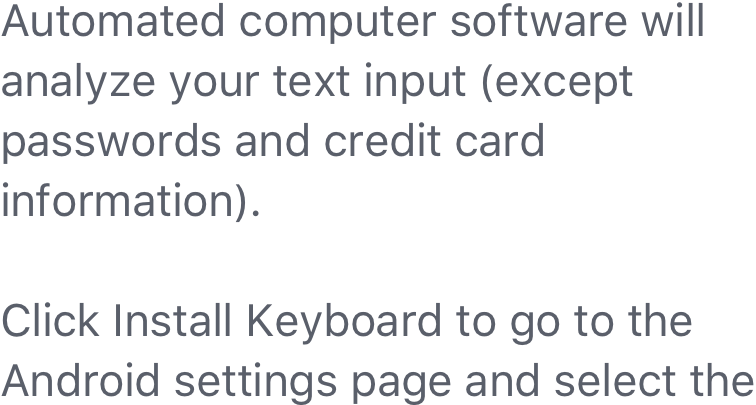 Automated computer software will
analyze your text input (except
passwords and credit card
information).
Click Install Keyboard to go to the
Android settings page and select the